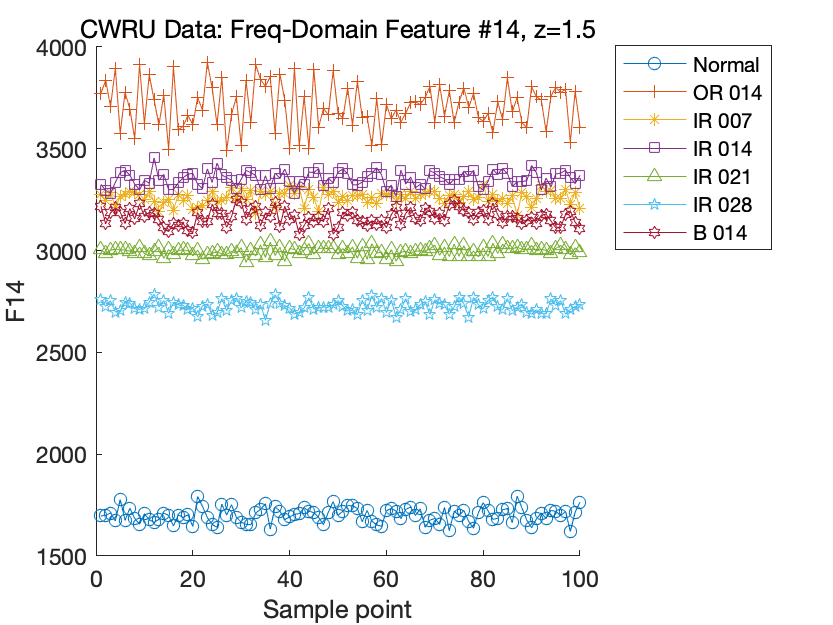 CWRU Data: Freq-Domain Feature #14, z=1.5
4000
3500
3000
2500
2000
1500
F14
0 20 40 60 80 100
Sample point
Normal
OR 014
IR 007
IR 014
IR 021
IR 028
B 014